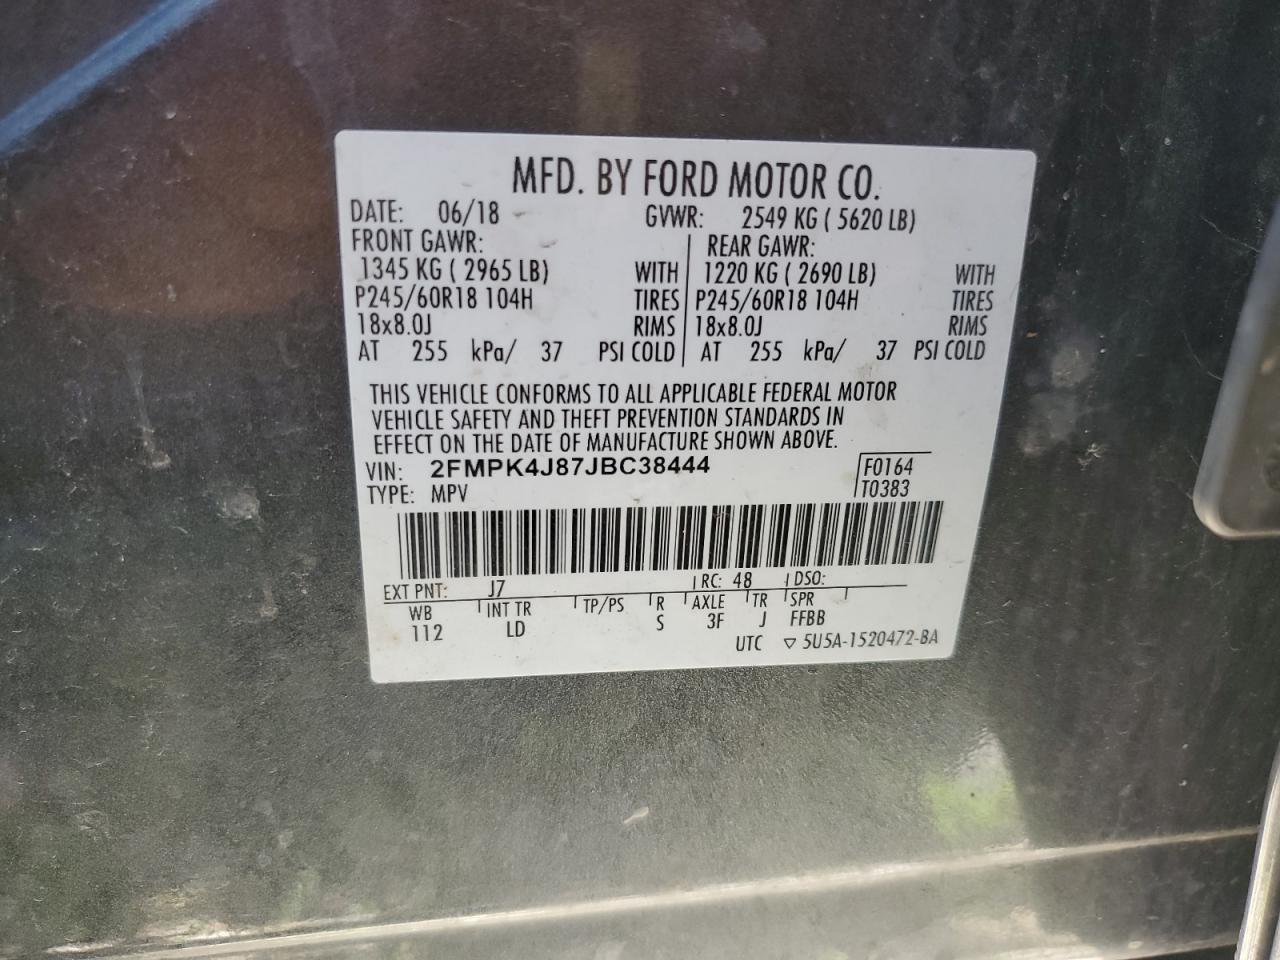 MFD. BY FORD MOTOR CO.
DATE: 06/18 GVWR: 2549 KG ( 5620 LB)
FRONT GAWR: REAR GAWR:
1345 KG ( 2965 LB) WITH 1220 KG ( 2690 LB) WITH
P245/60R18 104H TIRES P245/60R18 104H TIRES
18x8.0J RIMS 18x8.0J RIMS
AT 255 kPa/ 37 PSI COLD AT 255 kPa/ 37 PSI COLD
THIS VEHICLE CONFORMS TO ALL APPLICABLE FEDERAL MOTOR
VEHICLE SAFETY AND THEFT PREVENTION STANDARDS IN
EFFECT ON THE DATE OF MANUFACTURE SHOWN ABOVE.
VIN: 2FMPK4J87JBC38444 F0164
TYPE: MPV T0383
EXT PNT: J7 RC: 48 DSO:
WB INT TR TP/PS R AXLE TR SPR
112 LD S 3F J FFBB
UTC ▽ 5U5A-1520472-BA